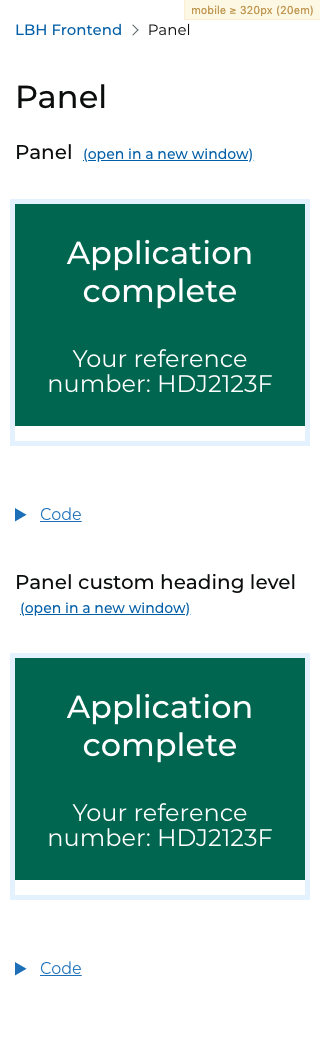 mobile ≥ 320px (20em)
LBH Frontend > Panel
Panel
Panel (open in a new window)
Application
complete
Your reference
number: HDJ2123F
Code
Panel custom heading level
(open in a new window)
Application
complete
Your reference
number: HDJ2123F
Code